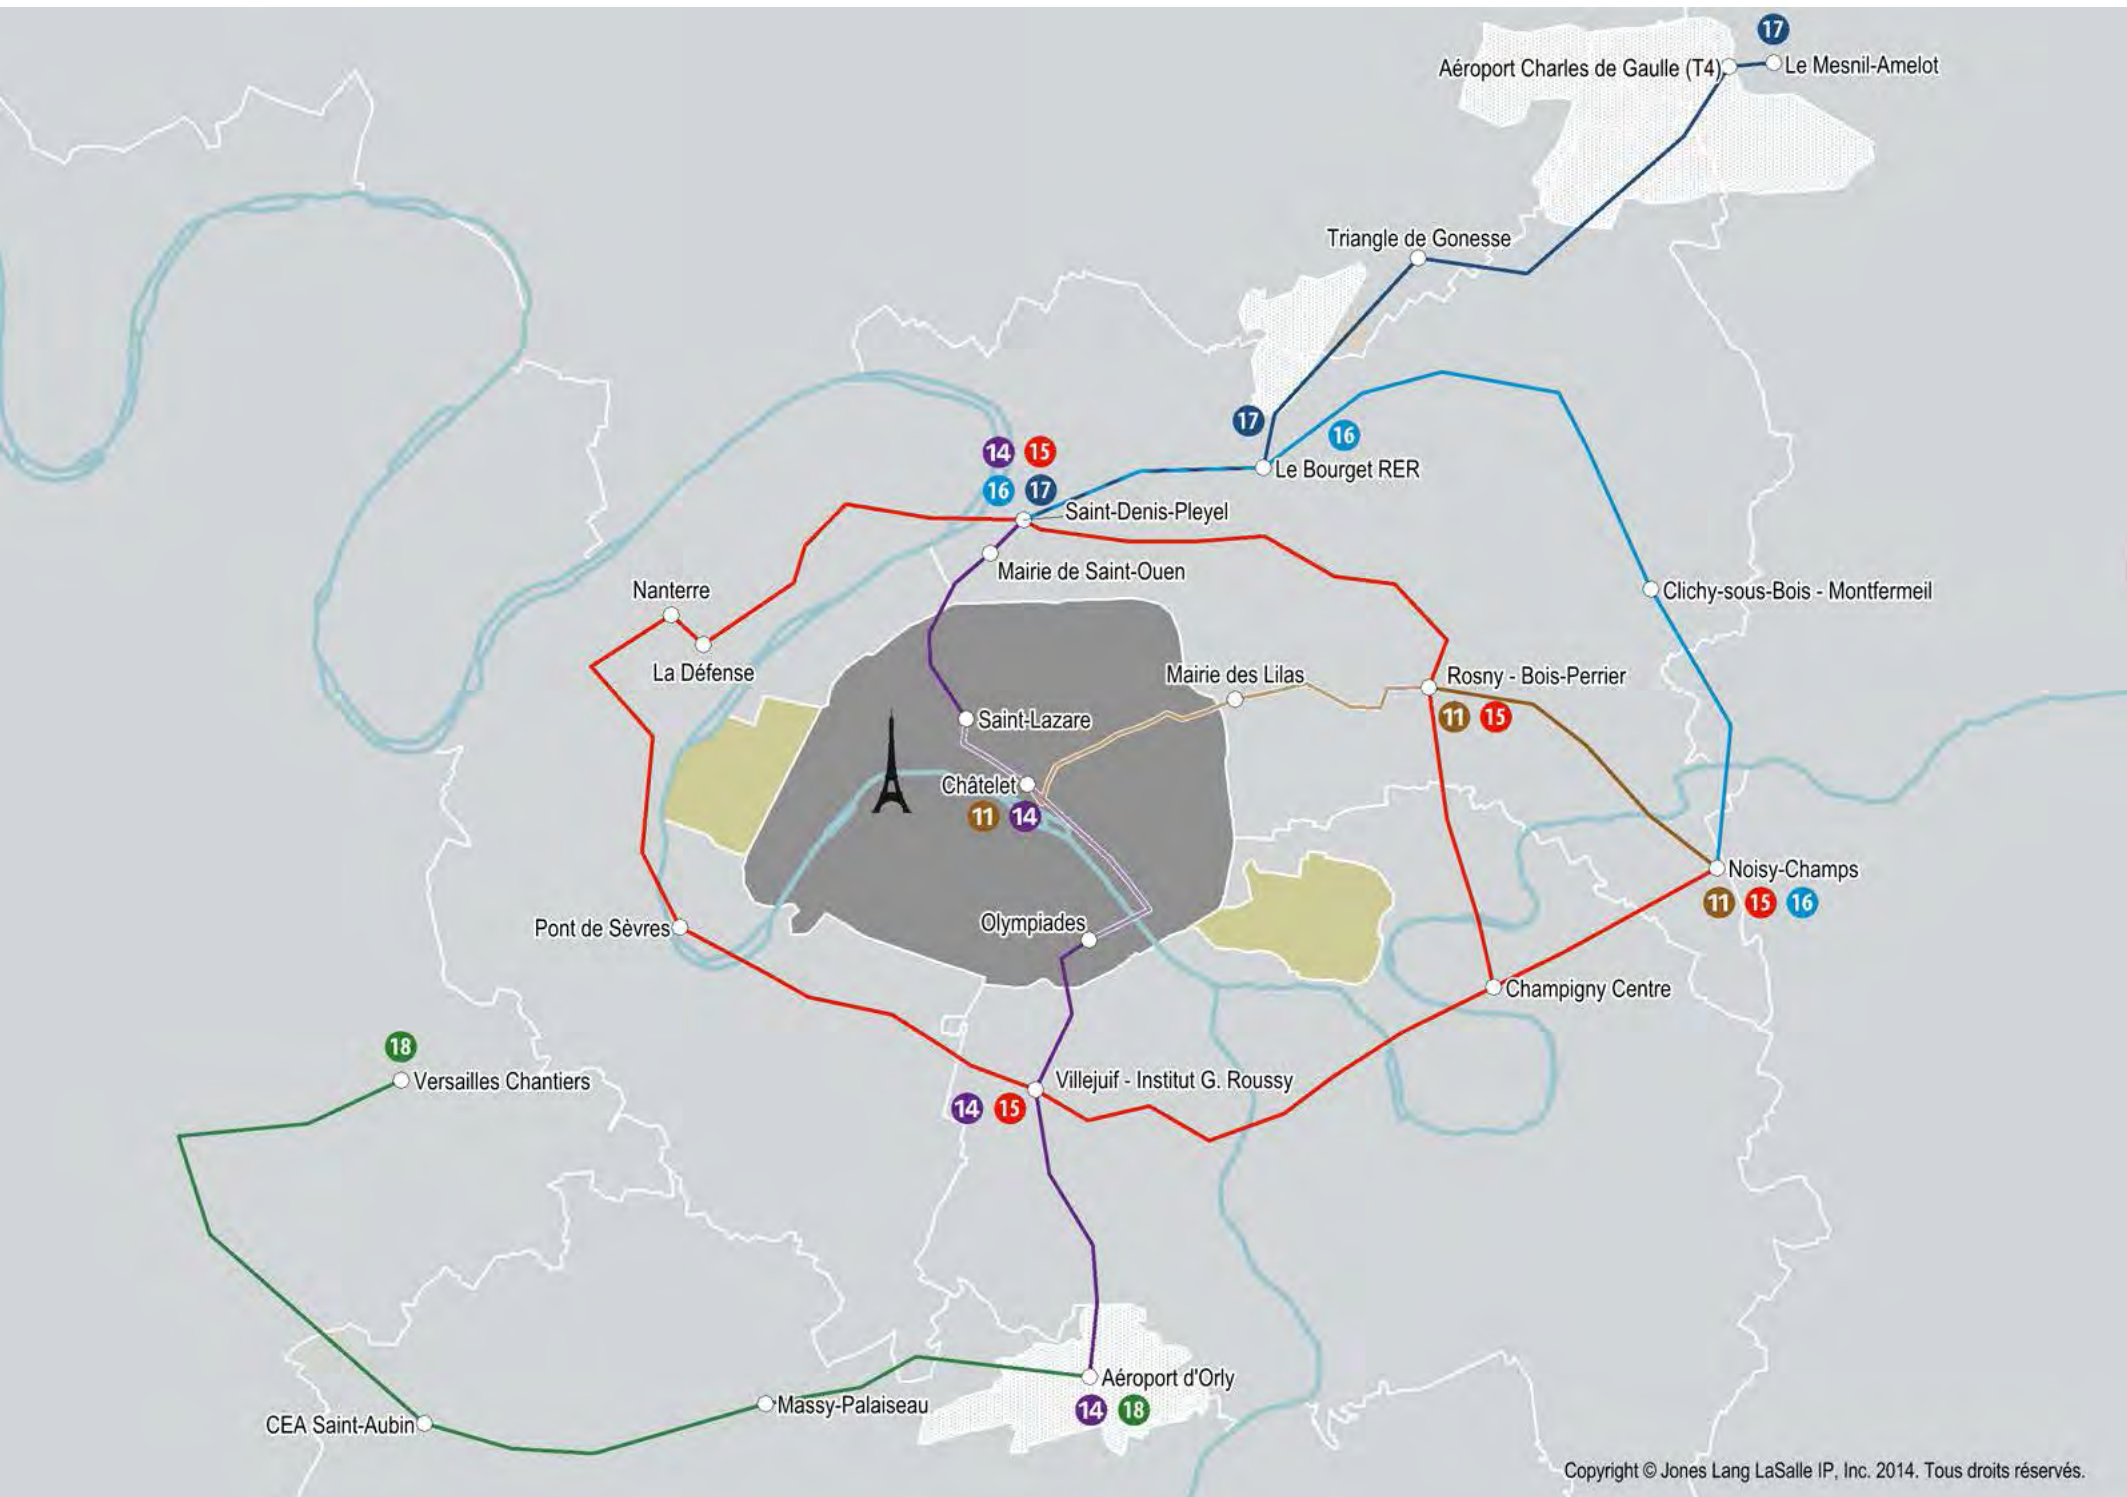 17
Aéroport Charles de Gaulle (T4)
Le Mesnil-Amelot
Triangle de Gonesse
17
16
14 15
Le Bourget RER
16 17
Saint-Denis-Pleyel
Mairie de Saint-Ouen
Nanterre
Clichy-sous-Bois - Montfermeil
La Défense
Mairie des Lilas
Rosny - Bois-Perrier
11 15
Saint-Lazare
Châtelet
11 14
Noisy-Champs
11 15 16
Olympiades
Pont de Sèvres
Champigny Centre
18
Versailles Chantiers
Villejuif - Institut G. Roussy
14 15
Aéroport d'Orly
Massy-Palaiseau
14 18
CEA Saint-Aubin
Copyright © Jones Lang LaSalle IP, Inc. 2014. Tous droits réservés.